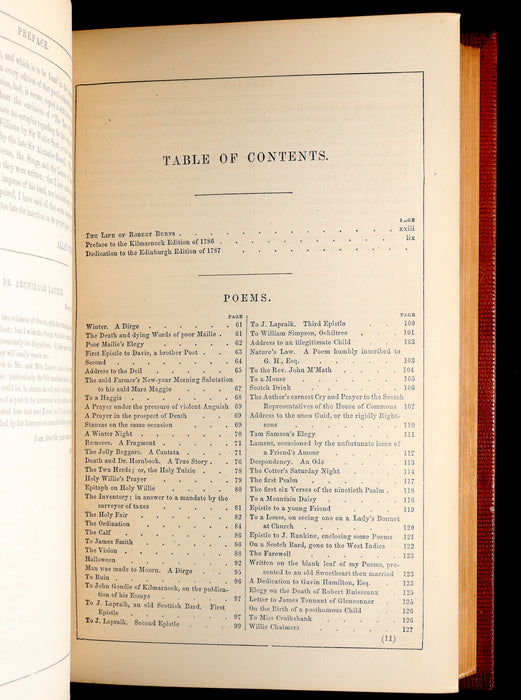 PREFACE.
DR. ARCHIBALD LAURIE
TABLE OF CONTENTS.
PAGE
THE LIFE OF ROBERT BURNS . . . xxiii
Preface to the Kilmarnock Edition of 1786 . . . lix
Dedication to the Edinburgh Edition of 1787 . . .
POEMS.
PAGE
Winter. A Dirge . . . 61
The Death and dying Words of poor Mailie . 61
Poor Mailie's Elegy . . . 62
First Epistle to Davie, a brother Poet . . 63
Second . . . 64
Address to the Deil . . . 65
The auld Farmer's New-year Morning Salutation
to his auld Mare Maggie . . . 67
To a Haggis . . . 68
A Prayer under the pressure of violent Anguish 69
A Prayer in the prospect of Death . . . 69
Stanzas on the same occasion . . . 69
A Winter Night . . . 70
Remorse. A Fragment . . . 71
The Jolly Beggars. A Cantata . . . 71
Death and Dr. Hornbook. A True Story . . 76
The Twa Herds; or, the Holy Tulzie . . 78
Holy Willie's Prayer . . . 79
Epitaph on Holy Willie . . . 80
The Inventory; in answer to a mandate by the
surveyor of taxes . . . 81
The Holy Fair . . . 82
The Ordination . . . 84
The Calf . . . 86
To James Smith . . . 86
The Vision . . . 88
Halloween . . . 92
Man was made to Mourn. A Dirge . . . 95
To Ruin . . . 96
To John Goudie of Kilmarnock, on the publica-
tion of his Essays . . . 97
To J. Lapraik, an old Scottish Bard. First
Epistle . . . 97
To J. Lapraik. Second Epistle . . . 99
PAGE
To J. Lapraik. Third Epistle . . . 100
To William Simpson, Ochiltree . . . 101
Address to an illegitimate Child . . . 103
Nature's Law. A Poem humbly inscribed to
G. H., Esq. . . . 103
To the Rev. John M'Math . . . 104
To a Mouse . . . 105
Scotch Drink . . . 106
The Author's earnest Cry and Prayer to the Scotch
Representatives of the House of Commons . 107
Address to the unco Guid, or the rigidly Right-
eous . . . 110
Tam Samson's Elegy . . . 111
Lament, occasioned by the unfortunate issue of
a Friend's Amour . . . 112
Despondency. An Ode . . . 113
The Cotter's Saturday Night . . . 114
The first Psalm . . . 117
The first six Verses of the ninetieth Psalm . . 118
To a Mountain Daisy . . . 118
Epistle to a young Friend . . . 119
To a Louse, on seeing one on a Lady's Bonnet
at Church . . . 120
Epistle to J. Rankine, enclosing some Poems . 121
On a Scotch Bard, gone to the West Indies . 122
The Farewell . . . 123
Written on the blank leaf of my Poems, pre-
sented to an old Sweetheart then married . 123
A Dedication to Gavin Hamilton, Esq . . 123
Elegy on the Death of Robert Ruisseaux . . 125
Letter to James Tennant of Glenconner . . 125
On the Birth of a posthumous Child . . 126
To Miss Cruikshank . . . 126
Willie Chalmers . . . 127
(11)